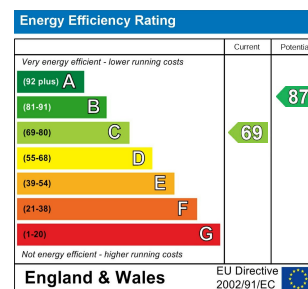 Energy Efficiency Rating
Current Potentia
Very energy efficient - lower running costs
(92 plus) A
(81-91) B
87
(69-80) C 69
(55-68) D
(39-54) E
(21-38) F
(1-20) G
Not energy efficient - higher running costs
England & Wales
EU Directive
2002/91/EC